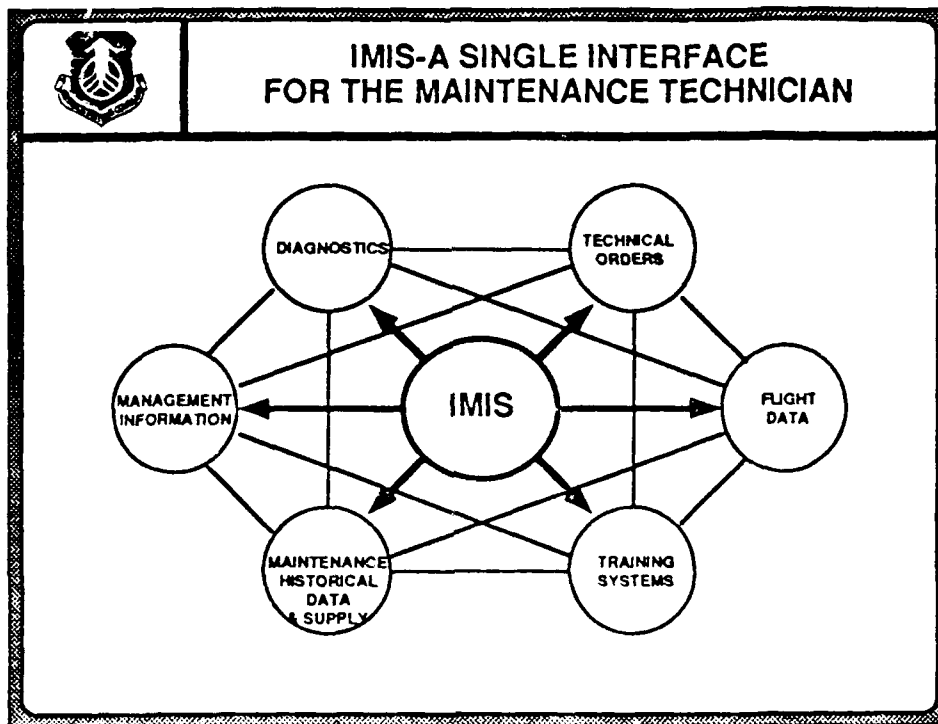 IMIS-A SINGLE INTERFACE
FOR THE MAINTENANCE TECHNICIAN
DIAGNOSTICS
TECHNICAL
ORDERS
MANAGEMENT
INFORMATION
IMIS
FLIGHT
DATA
MAINTENANCE
HISTORICAL
DATA
& SUPPLY
TRAINING
SYSTEMS